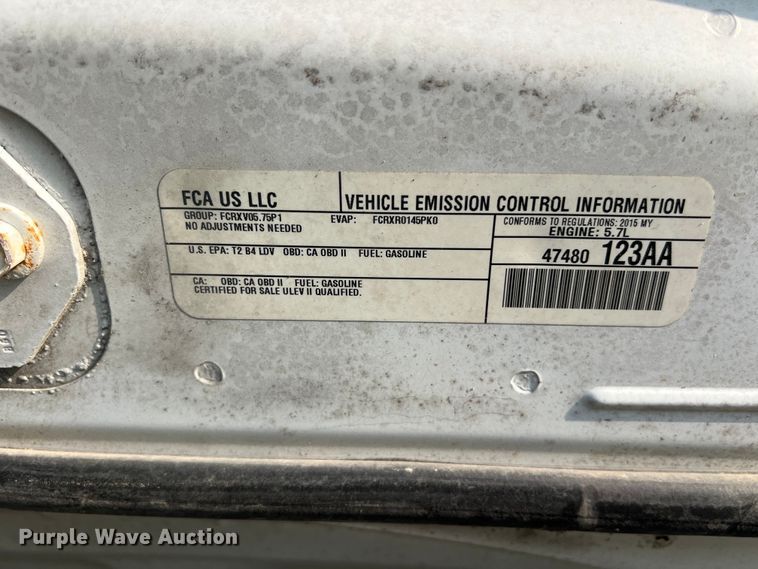 FCA US LLC
VEHICLE EMISSION CONTROL INFORMATION
GROUP: FCRXV05.75P1 EVAP: FCRXR0145PK0
NO ADJUSTMENTS NEEDED
CONFORMS TO REGULATIONS: 2015 MY
ENGINE: 5.7L
U.S. EPA: T2 B4 LDV OBD: CA OBD II FUEL: GASOLINE
47480 123AA
CA: OBD: CA OBD II FUEL: GASOLINE
CERTIFIED FOR SALE ULEV II QUALIFIED.
Purple Wave Auction